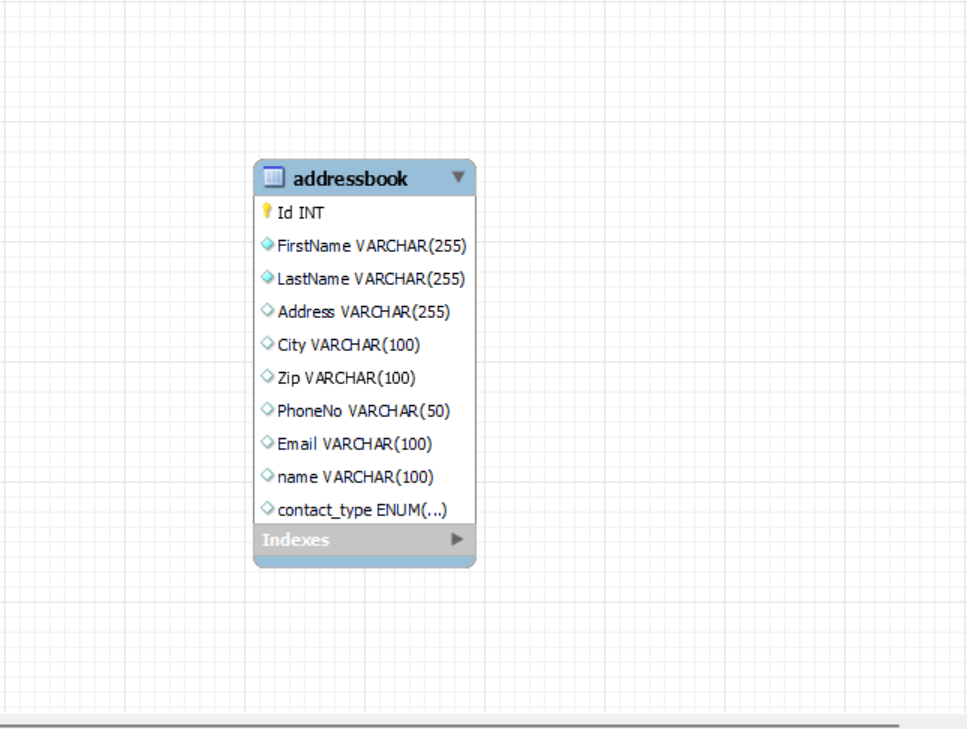 addressbook
Id INT
FirstName VARCHAR(255)
LastName VARCHAR(255)
Address VARCHAR(255)
City VARCHAR(100)
Zip VARCHAR(100)
PhoneNo VARCHAR(50)
Email VARCHAR(100)
name VARCHAR(100)
contact_type ENUM(...)
Indexes